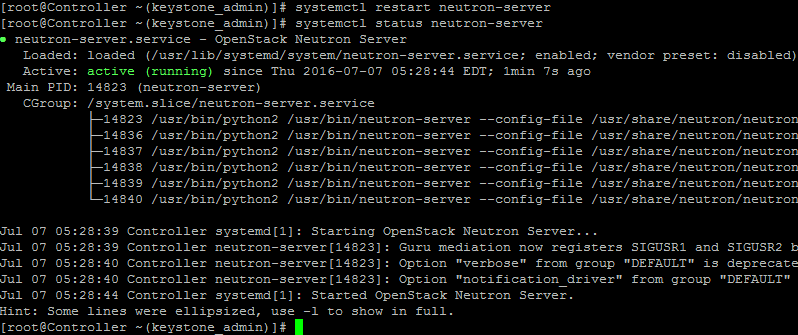 [root@Controller ~(keystone_admin)]# systemctl restart neutron-server
[root@Controller ~(keystone_admin)]# systemctl status neutron-server
● neutron-server.service - OpenStack Neutron Server
   Loaded: loaded (/usr/lib/systemd/system/neutron-server.service; enabled; vendor preset: disabled)
   Active: active (running) since Thu 2016-07-07 05:28:44 EDT; 1min 7s ago
 Main PID: 14823 (neutron-server)
   CGroup: /system.slice/neutron-server.service
           ├─14823 /usr/bin/python2 /usr/bin/neutron-server --config-file /usr/share/neutron/neutron
           ├─14836 /usr/bin/python2 /usr/bin/neutron-server --config-file /usr/share/neutron/neutron
           ├─14837 /usr/bin/python2 /usr/bin/neutron-server --config-file /usr/share/neutron/neutron
           ├─14838 /usr/bin/python2 /usr/bin/neutron-server --config-file /usr/share/neutron/neutron
           ├─14839 /usr/bin/python2 /usr/bin/neutron-server --config-file /usr/share/neutron/neutron
           └─14840 /usr/bin/python2 /usr/bin/neutron-server --config-file /usr/share/neutron/neutron
Jul 07 05:28:39 Controller systemd[1]: Starting OpenStack Neutron Server...
Jul 07 05:28:39 Controller neutron-server[14823]: Guru mediation now registers SIGUSR1 and SIGUSR2 b
Jul 07 05:28:40 Controller neutron-server[14823]: Option "verbose" from group "DEFAULT" is deprecate
Jul 07 05:28:40 Controller neutron-server[14823]: Option "notification_driver" from group "DEFAULT"
Jul 07 05:28:44 Controller systemd[1]: Started OpenStack Neutron Server.
Hint: Some lines were ellipsized, use -l to show in full.
[root@Controller ~(keystone_admin)]#